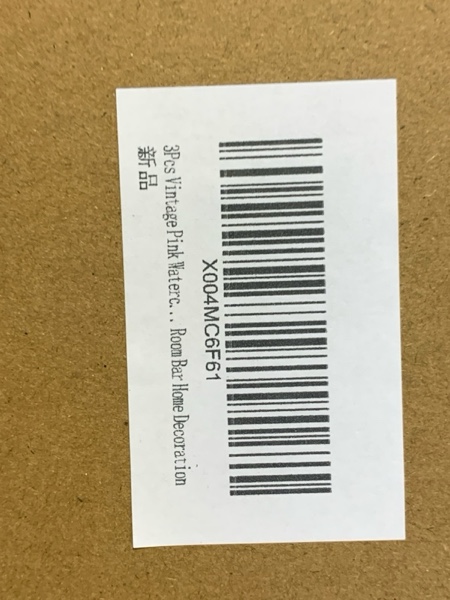 X004MC6F61
3Pcs Vintage Pink Waterc... Room Bar Home Decoration
新品